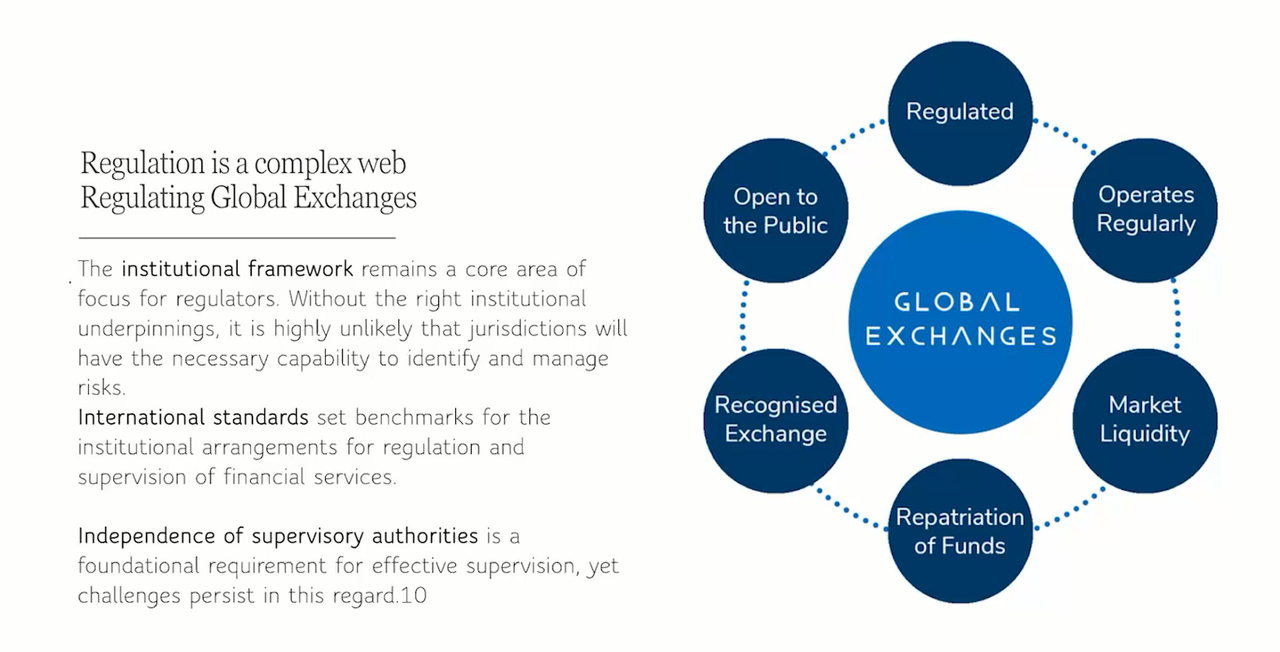 Regulation is a complex web
Regulating Global Exchanges
The institutional framework remains a core area of
focus for regulators. Without the right institutional
underpinnings, it is highly unlikely that jurisdictions will
have the necessary capability to identify and manage
risks.
International standards set benchmarks for the
institutional arrangements for regulation and
supervision of financial services.
Independence of supervisory authorities is a
foundational requirement for effective supervision, yet
challenges persist in this regard.10
Regulated
Operates
Regularly
Market
Liquidity
Repatriation
of Funds
Recognised
Exchange
Open to
the Public
GLOBAL
EXCHANGES